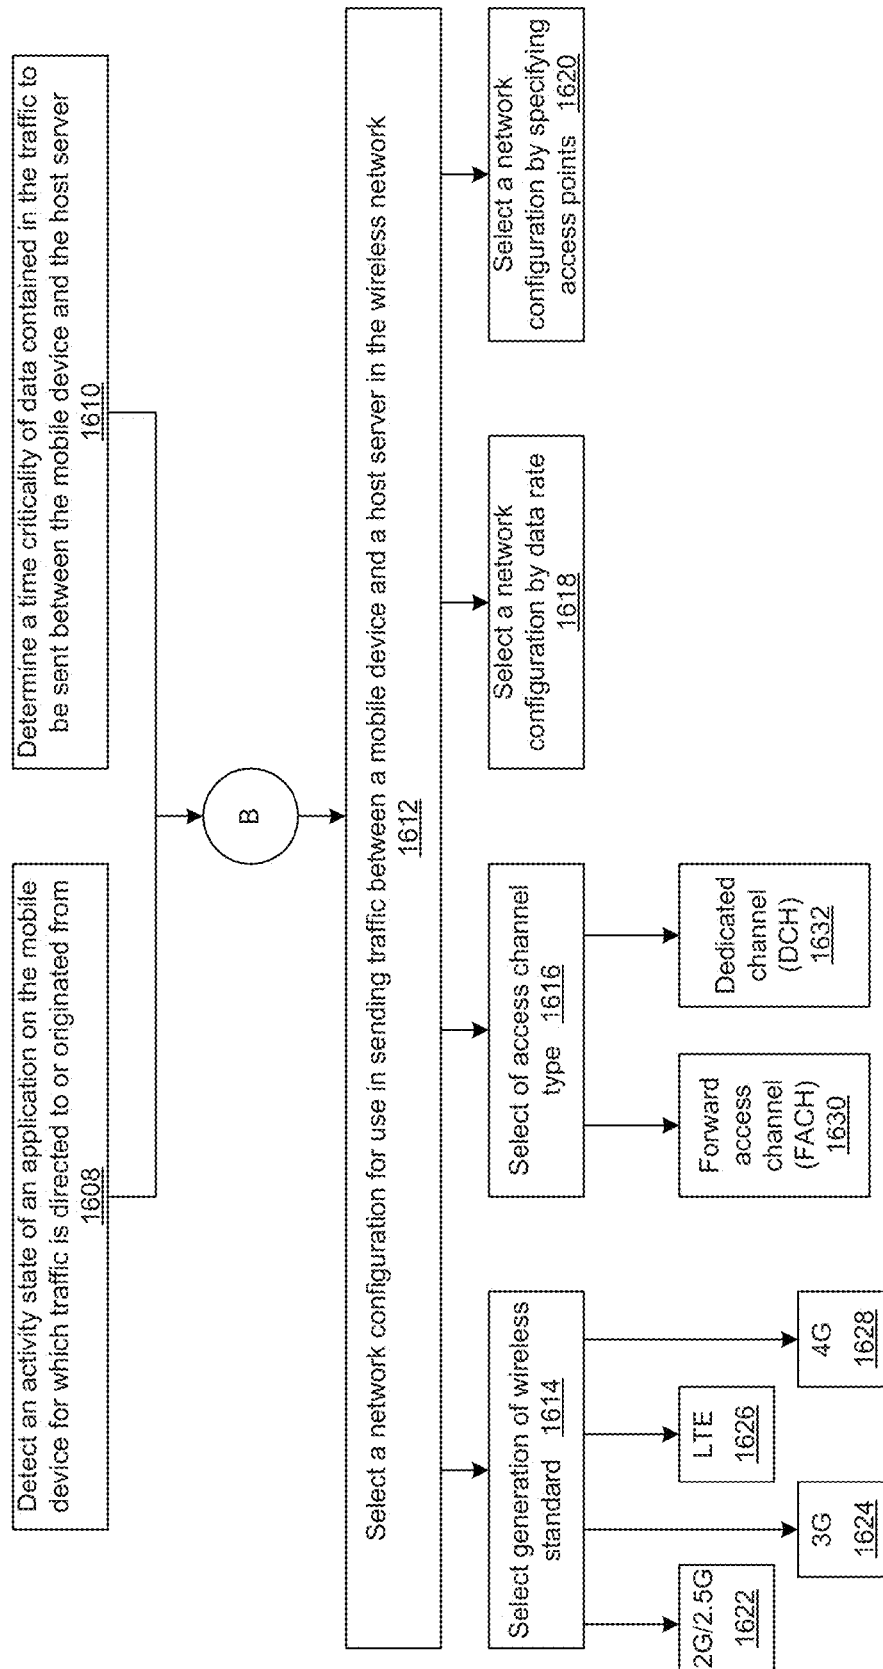 Detect an activity state of an application on the mobile
device for which traffic is directed to or originated from
1608
Determine a time criticality of data contained in the traffic to
be sent between the mobile device and the host server
1610
B
Select a network configuration for use in sending traffic between a mobile device and a host server in the wireless network
1612
Select generation of wireless
standard 1614
Select of access channel
type 1616
Select a network
configuration by data rate
1618
Select a network
configuration by specifying
access points 1620
2G/2.5G
1622
3G
1624
LTE
1626
4G
1628
Forward
access
channel
(FACH)
1630
Dedicated
channel
(DCH)
1632